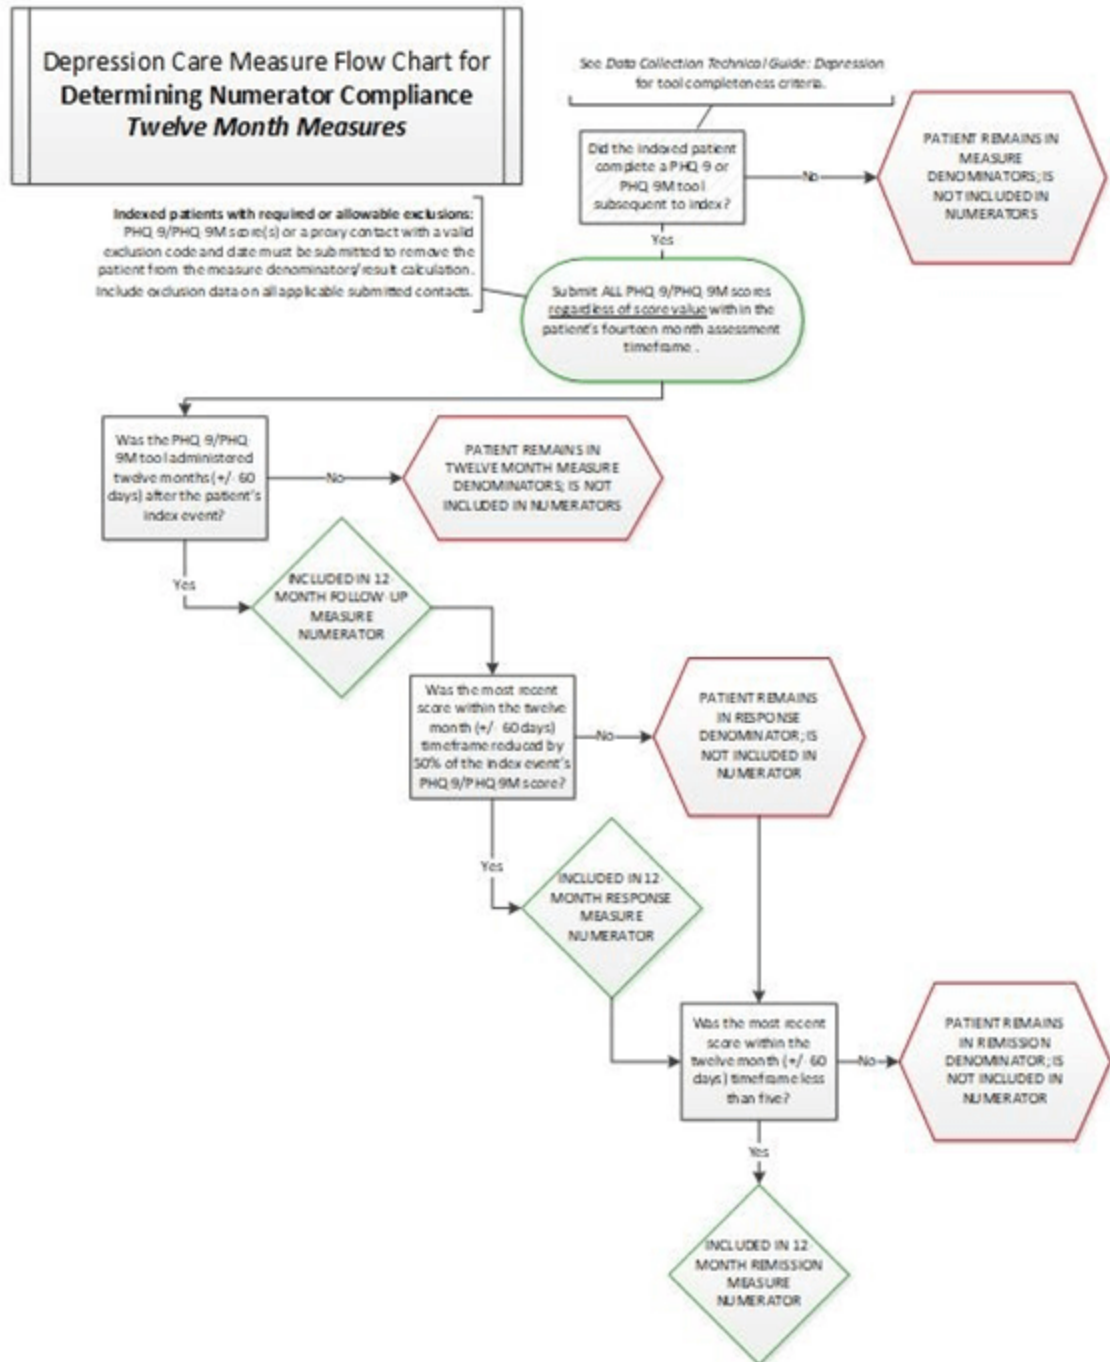 Depression Care Measure Flow Chart for
Determining Numerator Compliance
Twelve Month Measures
See Data Collection Technical Guide: Depression
for tool completeness criteria.
Did the indexed patient
complete a PHQ 9 or
PHQ 9M tool
subsequent to index?
No
PATIENT REMAINS IN
MEASURE
DENOMINATORS; IS
NOT INCLUDED IN
NUMERATORS
Yes
Indexed patients with required or allowable exclusions:
PHQ 9/PHQ 9M score(s) or a proxy contact with a valid
exclusion code and date must be submitted to remove the
patient from the measure denominators/result calculation.
Include exclusion data on all applicable submitted contacts.
Submit ALL PHQ 9/PHQ 9M scores
regardless of score value within the
patient's fourteen month assessment
timeframe .
Was the PHQ 9/PHQ
9M tool administered
twelve months (+/- 60
days) after the patient's
index event?
No
PATIENT REMAINS IN
TWELVE MONTH MEASURE
DENOMINATORS; IS NOT
INCLUDED IN NUMERATORS
Yes
INCLUDED IN 12-
MONTH FOLLOW-UP
MEASURE
NUMERATOR
Was the most recent
score within the twelve
month (+/- 60 days)
timeframe reduced by
50% of the index event's
PHQ 9/PHQ 9M score?
No
PATIENT REMAINS
IN RESPONSE
DENOMINATOR; IS
NOT INCLUDED IN
NUMERATOR
Yes
INCLUDED IN 12-
MONTH RESPONSE
MEASURE
NUMERATOR
Was the most recent
score within the
twelve month (+/- 60
days) timeframe less
than five?
No
PATIENT REMAINS
IN REMISSION
DENOMINATOR; IS
NOT INCLUDED IN
NUMERATOR
Yes
INCLUDED IN 12-
MONTH REMISSION
MEASURE
NUMERATOR